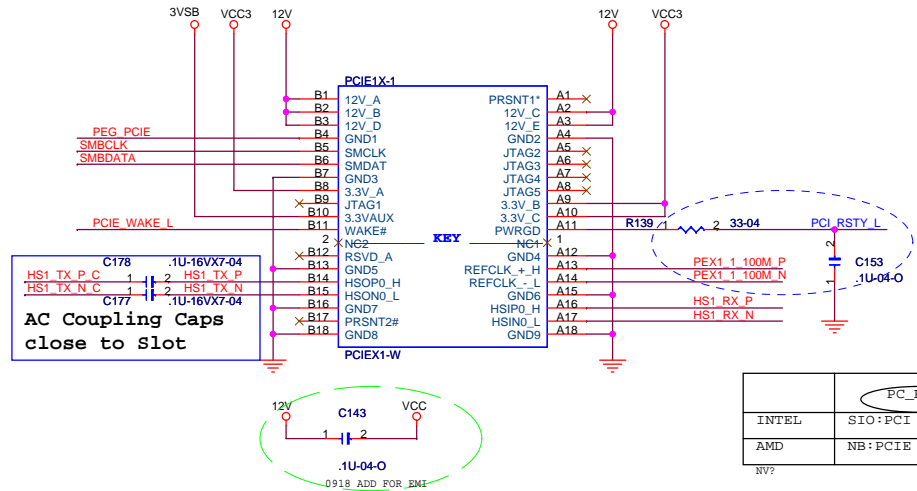 3VSB VCC3 12V 12V VCC3
PCIE1X-1
B1 12V_A PRSNT1* A1
B2 12V_B 12V_C A2
B3 12V_D 12V_E A3
PEG_PCIE B4 GND1 GND2 A4
SMBCLK B5 SMCLK JTAG2 A5
SMBDATA B6 SMDAT JTAG3 A6
B7 GND3 JTAG4 A7
B8 3.3V_A JTAG5 A8
B9 JTAG1 3.3V_B A9
B10 3.3VAUX 3.3V_C A10
PCIE_WAKE_L B11 WAKE# PWRGD A11 R139 1 2 33-04 PCI_RSTY_L
2 NC2 KEY NC1 1
B12 RSVD_A GND4 A12
C178 B13 GND5 REFCLK_+_H A13 PEX1_1_100M_P 2 C153
.1U-16VX7-04
HS1_TX_P_C 1 2 HS1_TX_P B14 HSOP0_H REFCLK_-_L A14 PEX1_1_100M_N 1 .1U-04-O
HS1_TX_N_C 1 2 HS1_TX_N B15 HSON0_L GND6 A15
C177 .1U-16VX7-04 B16 GND7 HSIP0_H A16 HS1_RX_P
AC Coupling Caps B17 PRSNT2# HSIN0_L A17 HS1_RX_N
close to Slot B18 GND8 GND9 A18
PCIEX1-W
12V C143 VCC
1 2
.1U-04-O
0918 ADD FOR EMI
INTEL SIO:PCI
AMD NB:PCIE
NV?